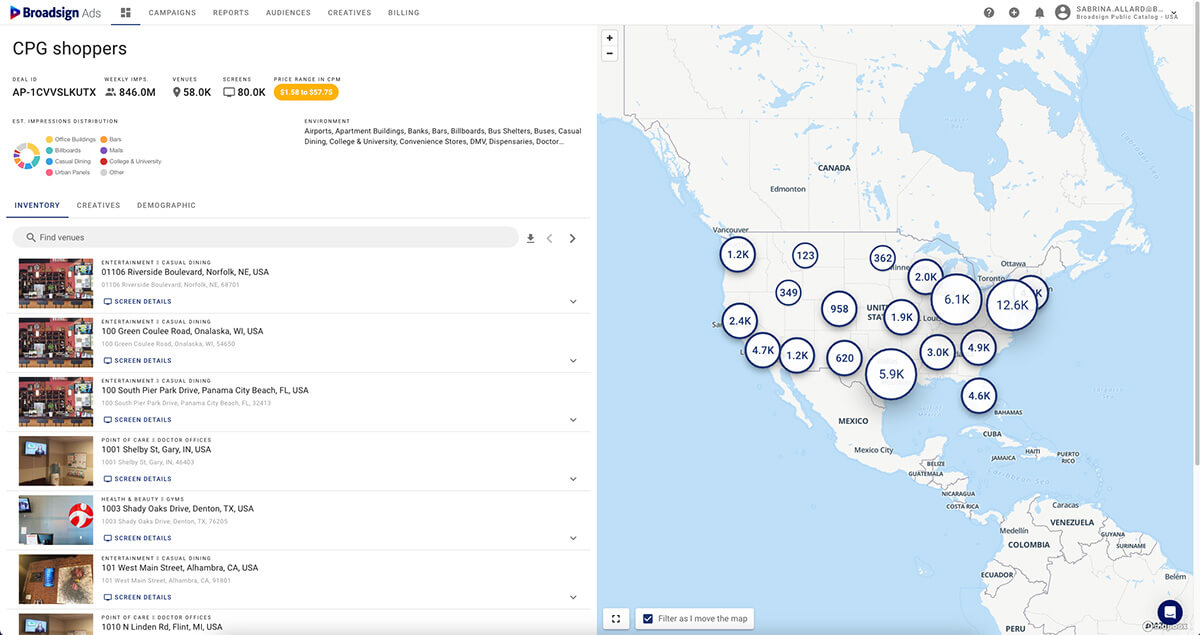 Broadsign Ads
CAMPAIGNS REPORTS AUDIENCES CREATIVES BILLING
SABRINA.ALLARD@B...
Broadsign Public Catalog - USA
CPG shoppers
DEAL ID WEEKLY IMPS. VENUES SCREENS PRICE RANGE IN CPM
AP-1CVVSLKUTX 846.0M 58.0K 80.0K $1.58 to $57.75
EST. IMPRESSIONS DISTRIBUTION
Office Buildings Bars
Billboards Malls
Casual Dining College & University
Urban Panels Other
ENVIRONMENT
Airports, Apartment Buildings, Banks, Bars, Billboards, Bus Shelters, Buses, Casual
Dining, College & University, Convenience Stores, DMV, Dispensaries, Doctor...
INVENTORY CREATIVES DEMOGRAPHIC
Find venues
ENTERTAINMENT :: CASUAL DINING
01106 Riverside Boulevard, Norfolk, NE, USA
01106 Riverside Boulevard, Norfolk, NE, 68701
SCREEN DETAILS
ENTERTAINMENT :: CASUAL DINING
100 Green Coulee Road, Onalaska, WI, USA
100 Green Coulee Road, Onalaska, WI, 54650
SCREEN DETAILS
ENTERTAINMENT :: CASUAL DINING
100 South Pier Park Drive, Panama City Beach, FL, USA
100 South Pier Park Drive, Panama City Beach, FL, 32413
SCREEN DETAILS
POINT OF CARE :: DOCTOR OFFICES
1001 Shelby St, Gary, IN, USA
1001 Shelby St, Gary, IN, 46403
SCREEN DETAILS
HEALTH & BEAUTY :: GYMS
1003 Shady Oaks Drive, Denton, TX, USA
1003 Shady Oaks Drive, Denton, TX, 76205
SCREEN DETAILS
ENTERTAINMENT :: CASUAL DINING
101 West Main Street, Alhambra, CA, USA
101 West Main Street, Alhambra, CA, 91801
SCREEN DETAILS
POINT OF CARE :: DOCTOR OFFICES
1010 N Linden Rd, Flint, MI, USA
+
−
Hudson Bay
Labrador Sea
CANADA
Edmonton
Vancouver
1.2K
123
362
Ottawa
Toronto
2.0K
349
6.1K
12.6K
K
958
UNIT
STAT
1.9K
2.4K
4.7K
1.2K
620
3.0K
4.9K
5.9K
4.6K
MEXICO
BAHAMAS
Mexico City
CUBA
HAITI
PUERTO
RICO
JAMAICA
BELIZE
GUATEMALA
Caribbean Sea
NICARAGUA
COSTA RICA
Caracas
VENEZUELA
Medellín
COLOMBIA
GUYANA
SURINAME
ECUADOR
Belém
PERU
Filter as I move the map